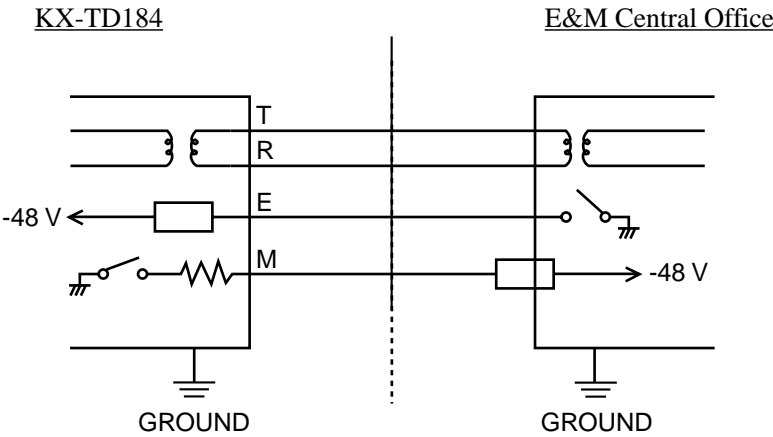 KX-TD184
E&M Central Office
T
R
E
-48 V
M
-48 V
GROUND
GROUND